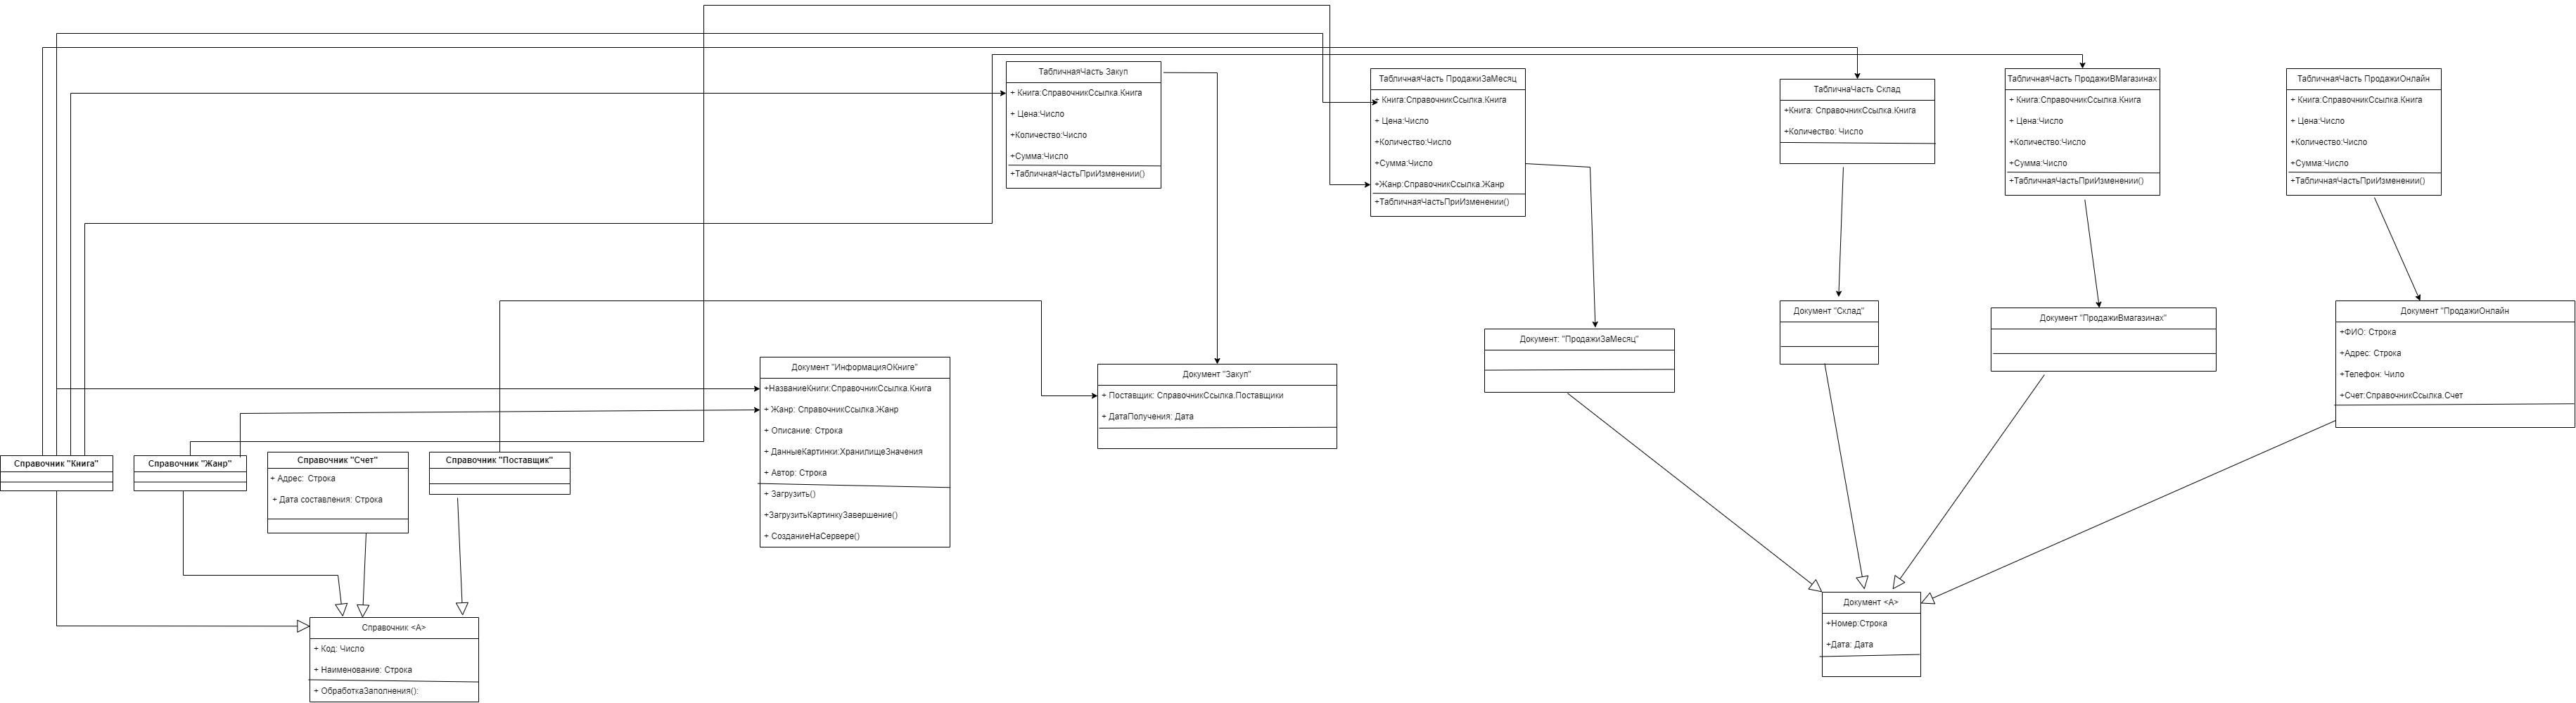 ТабличнаяЧасть Закуп
+ Книга:СправочникСсылка.Книга
+ Цена:Число
+Количество:Число
+Сумма:Число
+ТабличнаяЧастьПриИзменении()
ТабличнаяЧасть ПродажиЗаМесяц
+ Книга:СправочникСсылка.Книга
+ Цена:Число
+Количество:Число
+Сумма:Число
+Жанр:СправочникСсылка.Жанр
+ТабличнаяЧастьПриИзменении()
ТабличнаЧасть Склад
+Книга: СправочникСсылка.Книга
+Количество: Число
ТабличнаяЧасть ПродажиВМагазинах
+ Книга:СправочникСсылка.Книга
+ Цена:Число
+Количество:Число
+Сумма:Число
+ТабличнаяЧастьПриИзменении()
ТабличнаяЧасть ПродажиОнлайн
+ Книга:СправочникСсылка.Книга
+ Цена:Число
+Количество:Число
+Сумма:Число
+ТабличнаяЧастьПриИзменении()
Документ "ИнформацияОКниге"
+НазваниеКниги:СправочникСсылка.Книга
+ Жанр: СправочникСсылка.Жанр
+ Описание: Строка
+ ДанныеКартинки:ХранилищеЗначения
+ Автор: Строка
+ Загрузить()
+ЗагрузитьКартинкуЗавершение()
+ СозданиеНаСервере()
Документ "Закуп"
+ Поставщик: СправочникСсылка.Поставщики
+ ДатаПолучения: Дата
Документ: "ПродажиЗаМесяц"
Документ "Склад"
Документ "ПродажиВмагазинах"
Документ "ПродажиОнлайн
+ФИО: Строка
+Адрес: Строка
+Телефон: Чило
+Счет:СправочникСсылка.Счет
Справочник "Книга"
Справочник "Жанр"
Справочник "Счет"
+ Адрес: Строка
+ Дата составления: Строка
Справочник "Поставщик"
Справочник <А>
+ Код: Число
+ Наименование: Строка
+ ОбработкаЗаполнения():
Документ <А>
+Номер:Строка
+Дата: Дата